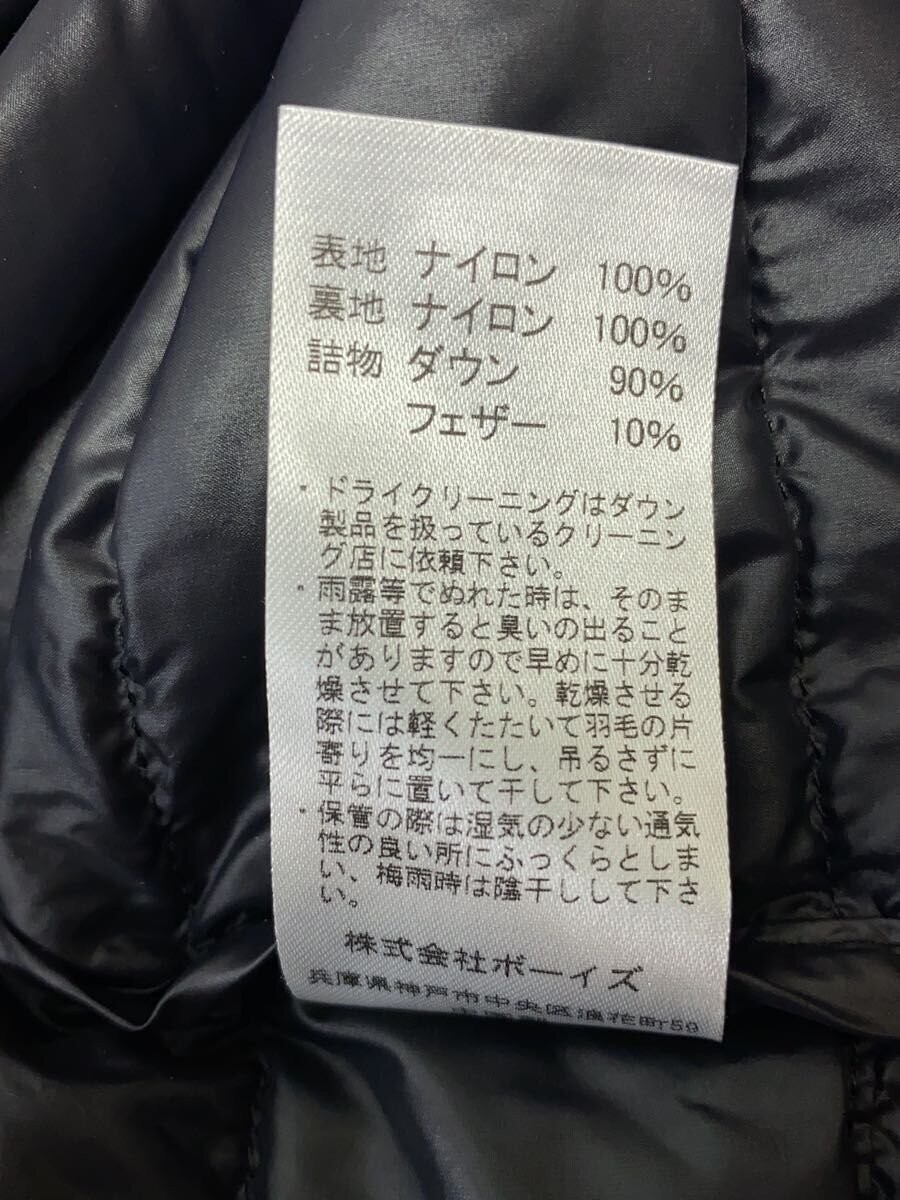 表地 ナイロン 100%
裏地 ナイロン 100%
詰物 ダウン 90%
フェザー 10%
・ドライクリーニングはダウン
製品を扱っているクリーニン
グ店に依頼下さい。
・雨露等でぬれた時は、そのま
ま放置すると臭いの出ること
がありますので早めに十分乾
燥させて下さい。乾燥させる
際には軽くたたいて羽毛の片
寄りを均一にし、吊るさずに
平らに置いて干して下さい。
・保管の際は湿気の少ない通気
性の良い所にふっくらとしま
い、梅雨時は陰干しして下さ
い。
株式会社ボーイズ
兵庫県神戸市中央区浪花町59